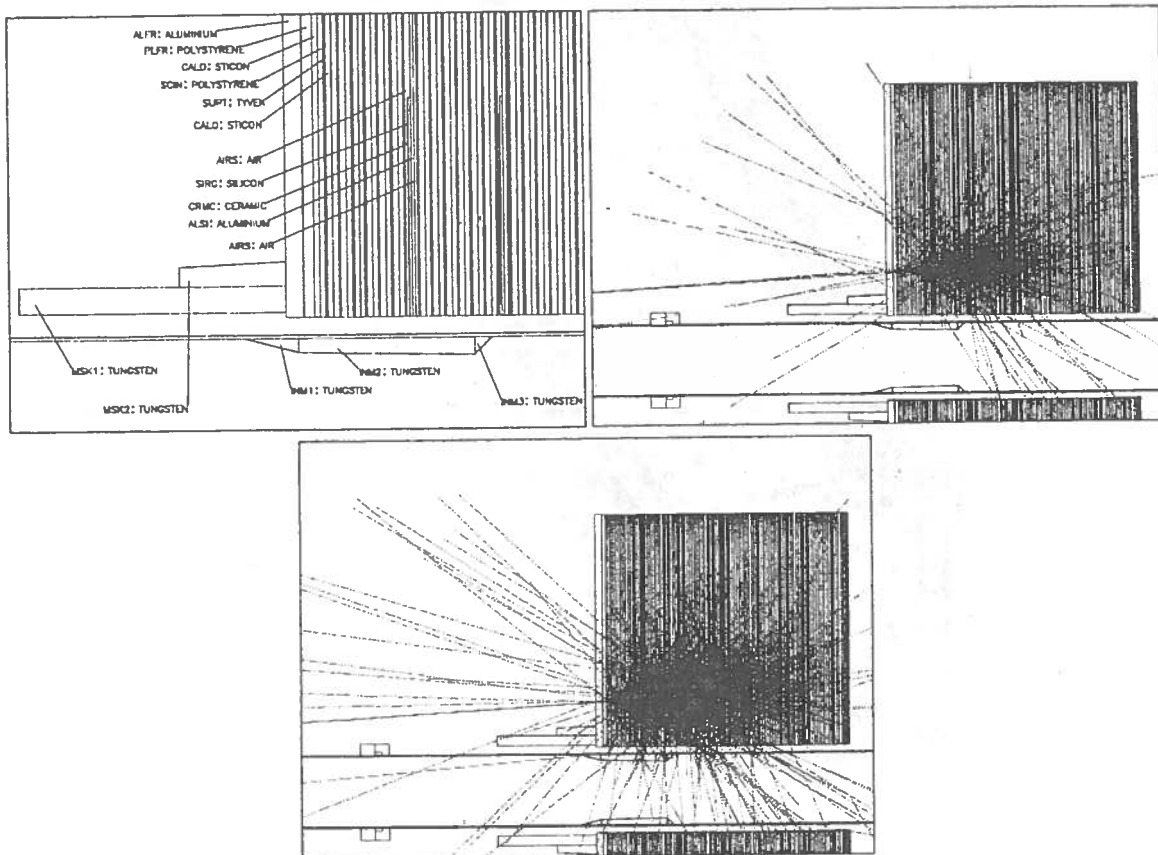 ALFR: ALUMINIUM
PLFR: POLYSTYRENE
CALO: STICON
SCIN: POLYSTYRENE
SUPT: TYVEK
CALO: STICON
AIRS: AIR
SIRG: SILICON
CRMC: CERAMIC
ALSI: ALUMINIUM
AIRS: AIR
MSK1: TUNGSTEN
INM2: TUNGSTEN
MSK2: TUNGSTEN
INM1: TUNGSTEN
INM3: TUNGSTEN